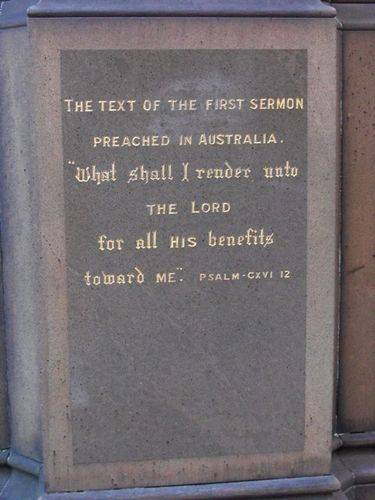 THE TEXT OF THE FIRST SERMON
PREACHED IN AUSTRALIA.
"What shall I render unto
THE LORD
for all HIS benefits
toward ME". PSALM-CXVI 12